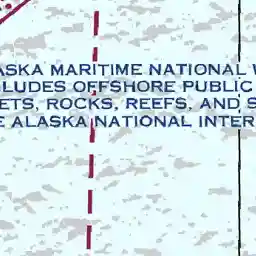 ASKA MARITIME NATIONAL W
LUDES OFFSHORE PUBLIC
ETS, ROCKS, REEFS, AND S
E ALASKA NATIONAL INTER